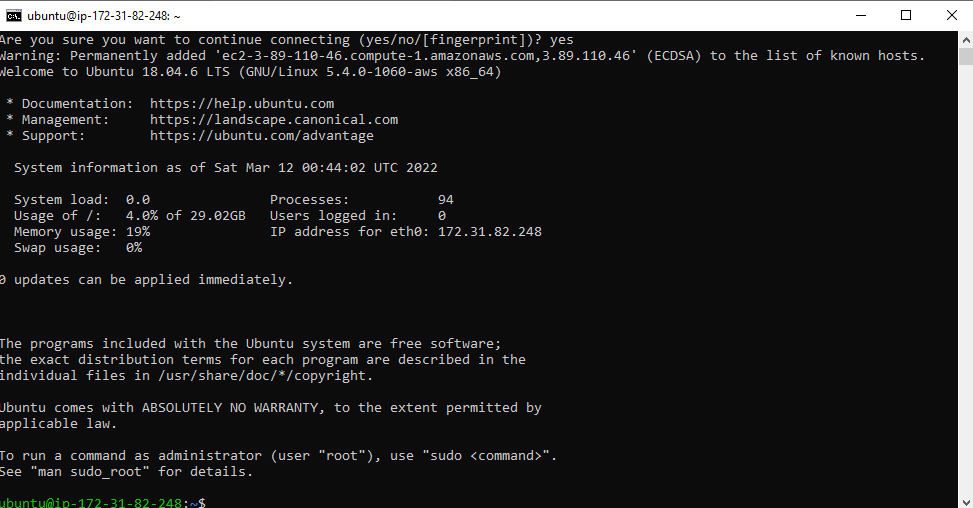 ubuntu@ip-172-31-82-248: ~
Are you sure you want to continue connecting (yes/no/[fingerprint])? yes
Warning: Permanently added 'ec2-3-89-110-46.compute-1.amazonaws.com,3.89.110.46' (ECDSA) to the list of known hosts.
Welcome to Ubuntu 18.04.6 LTS (GNU/Linux 5.4.0-1060-aws x86_64)
* Documentation:  https://help.ubuntu.com
* Management:     https://landscape.canonical.com
* Support:        https://ubuntu.com/advantage
System information as of Sat Mar 12 00:44:02 UTC 2022
System load:  0.0               Processes:           94
Usage of /:   4.0% of 29.02GB   Users logged in:     0
Memory usage: 19%               IP address for eth0: 172.31.82.248
Swap usage:   0%
0 updates can be applied immediately.
The programs included with the Ubuntu system are free software;
the exact distribution terms for each program are described in the
individual files in /usr/share/doc/*/copyright.
Ubuntu comes with ABSOLUTELY NO WARRANTY, to the extent permitted by
applicable law.
To run a command as administrator (user "root"), use "sudo <command>".
See "man sudo_root" for details.
ubuntu@ip-172-31-82-248:~$